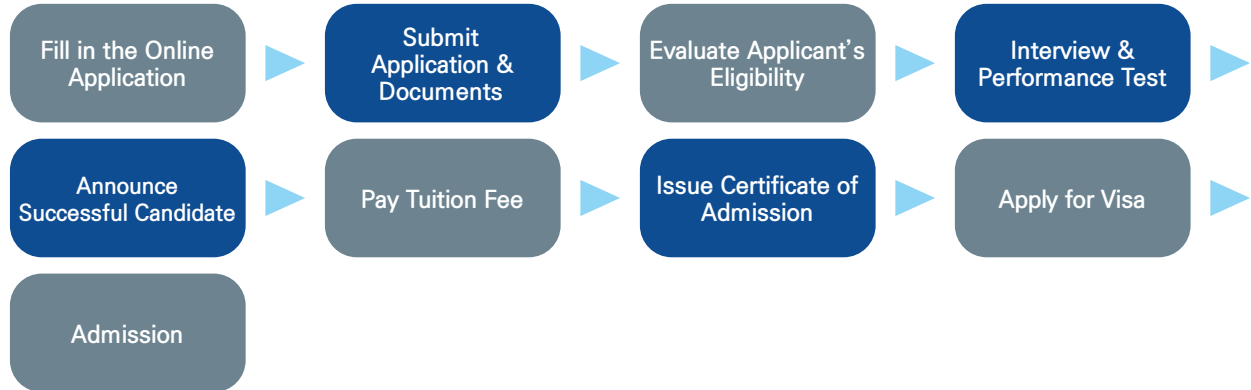 Fill in the Online
Application
Submit
Application &
Documents
Evaluate Applicant’s
Eligibility
Interview &
Performance Test
Announce
Successful Candidate
Pay Tuition Fee
Issue Certificate of
Admission
Apply for Visa
Admission